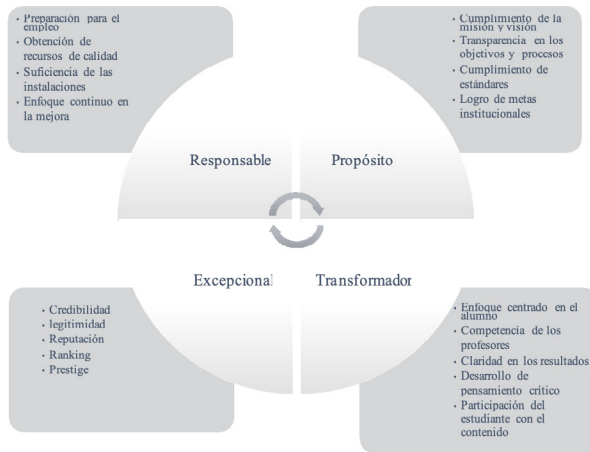 • Preparación para el
empleo
• Obtención de
recursos de calidad
• Suficiencia de las
instalaciones
• Enfoque continuo en
la mejora
• Cumplimiento de la
misión y visión
• Transparencia en los
objetivos y procesos
• Cumplimiento de
estándares
• Logro de metas
institucionales
Responsable
Propósito
Excepcional
Transformador
• Credibilidad
• legitimidad
• Reputación
• Ranking
• Prestige
• Enfoque centrado en el
alumno
• Competencia de los
profesores
• Claridad en los resultados
• Desarrollo de
pensamiento crítico
• Participación del
estudiante con el
contenido